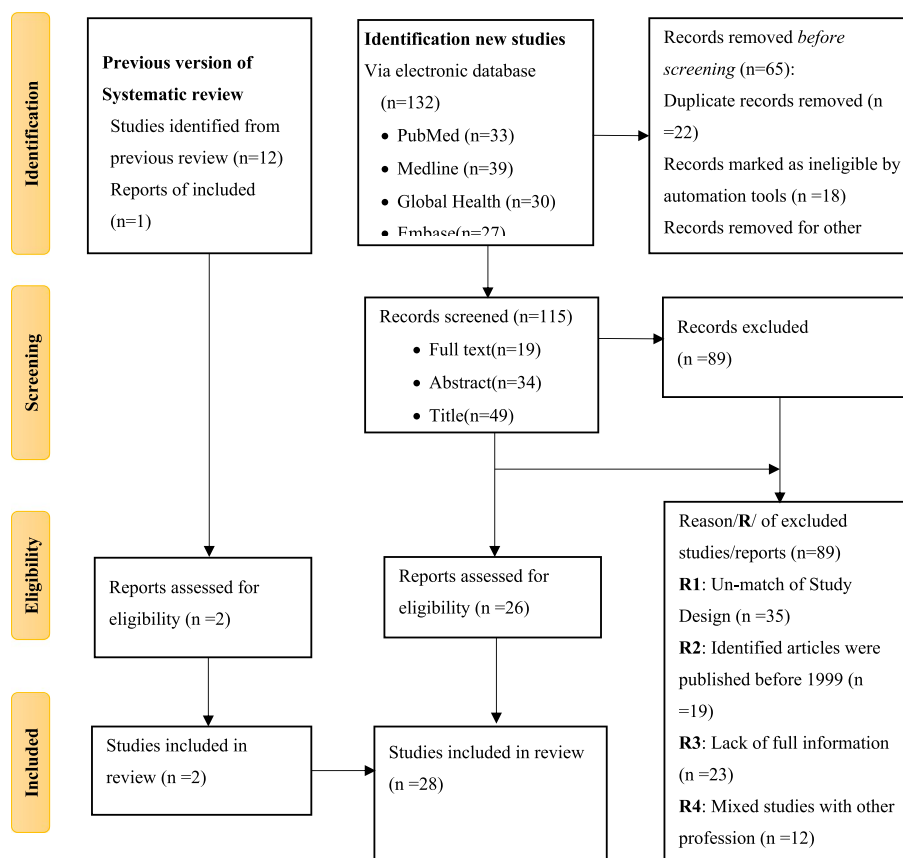 Identification
Previous version of
Systematic review
Studies identified from
previous review (n=12)
Reports of included
(n=1)
Identification new studies
Via electronic database
(n=132)
• PubMed (n=33)
• Medline (n=39)
• Global Health (n=30)
• Embase(n=27)
Records removed before
screening (n=65):
Duplicate records removed (n
=22)
Records marked as ineligible by
automation tools (n =18)
Records removed for other
Screening
Records screened (n=115)
• Full text(n=19)
• Abstract(n=34)
• Title(n=49)
Records excluded
(n =89)
Eligibility
Reports assessed for
eligibility (n =2)
Reports assessed for
eligibility (n =26)
Reason/R/ of excluded
studies/reports (n=89)
R1: Un-match of Study
Design (n =35)
R2: Identified articles were
published before 1999 (n
=19)
R3: Lack of full information
(n =23)
R4: Mixed studies with other
profession (n =12)
Included
Studies included in
review (n =2)
Studies included in review
(n =28)